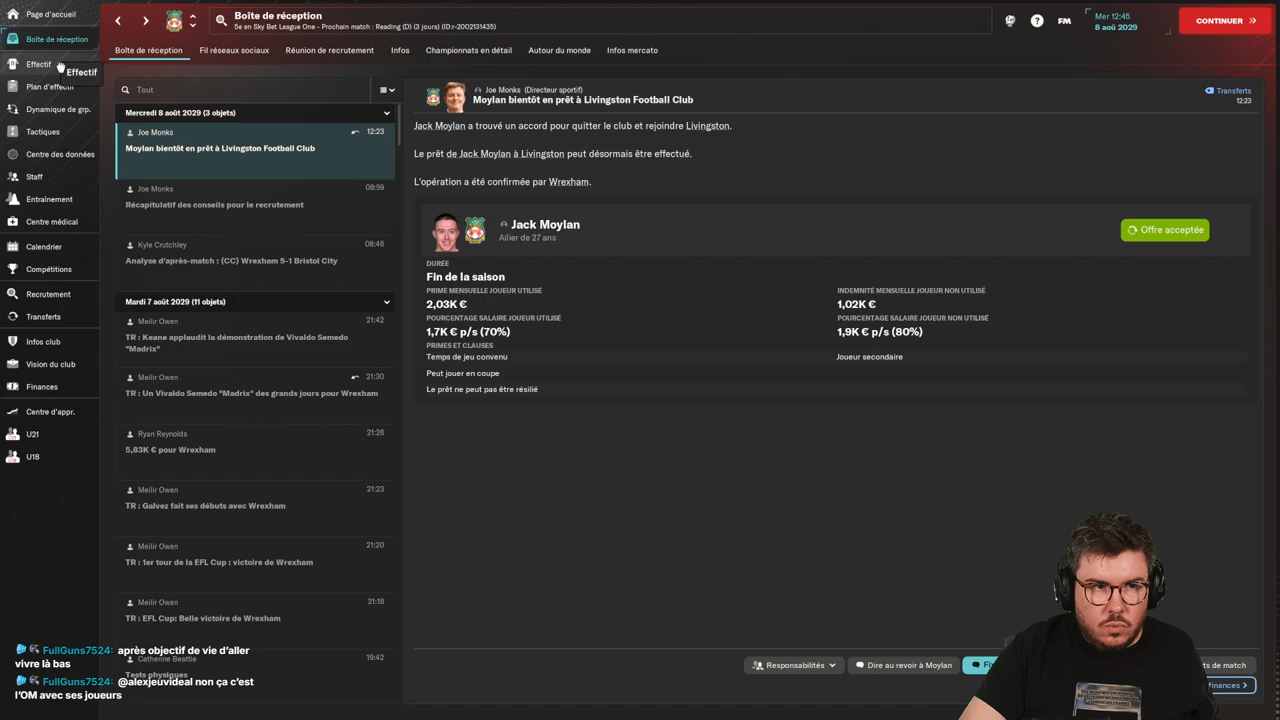 Page d'accueil
Boîte de réception
Effectif
Effectif
Plan d'effectif
Dynamique de grp.
Tactiques
Centre des données
Staff
Entraînement
Centre médical
Calendrier
Compétitions
Recrutement
Transferts
Infos club
Vision du club
Finances
Centre d'appr.
U21
U18
Boîte de réception
5e en Sky Bet League One - Prochain match : Reading (D) (3 jours) (ID:r-2002131435)
FM
Mer 12:45
8 août 2029
CONTINUER
Boîte de réception
Fil réseaux sociaux
Réunion de recrutement
Infos
Championnats en détail
Autour du monde
Infos mercato
Tout
Mercredi 8 août 2029 (3 objets)
Joe Monks
12:23
Moylan bientôt en prêt à Livingston Football Club
Joe Monks
08:59
Récapitulatif des conseils pour le recrutement
Kyle Crutchley
08:46
Analyse d'après-match : (CC) Wrexham 5-1 Bristol City
Mardi 7 août 2029 (11 objets)
Meilir Owen
21:42
TR : Keane applaudit la démonstration de Vivaldo Semedo
"Madrix"
Meilir Owen
21:30
TR : Un Vivaldo Semedo "Madrix" des grands jours pour Wrexham
Ryan Reynolds
21:26
5,83K € pour Wrexham
Meilir Owen
21:23
TR : Galvez fait ses débuts avec Wrexham
Meilir Owen
21:20
TR : 1er tour de la EFL Cup : victoire de Wrexham
Meilir Owen
21:18
TR : EFL Cup: Belle victoire de Wrexham
Catherine Beattie
19:42
Tests physiques
Joe Monks (Directeur sportif)
Moylan bientôt en prêt à Livingston Football Club
Transferts
12:23
Jack Moylan a trouvé un accord pour quitter le club et rejoindre Livingston.
Le prêt de Jack Moylan à Livingston peut désormais être effectué.
L'opération a été confirmée par Wrexham.
Jack Moylan
Ailier de 27 ans
Offre acceptée
DURÉE
Fin de la saison
PRIME MENSUELLE JOUEUR UTILISÉ
2,03K €
INDEMNITÉ MENSUELLE JOUEUR NON UTILISÉ
1,02K €
POURCENTAGE SALAIRE JOUEUR UTILISÉ
1,7K € p/s (70%)
POURCENTAGE SALAIRE JOUEUR NON UTILISÉ
1,9K € p/s (80%)
PRIMES ET CLAUSES
Temps de jeu convenu
Joueur secondaire
Peut jouer en coupe
Le prêt ne peut pas être résilié
Responsabilités
Dire au revoir à Moylan
ts de match
finances
FullGuns7524: après objectif de vie d'aller
vivre là bas
FullGuns7524: @alexjeuvideal non ça c'est
l'OM avec ses joueurs